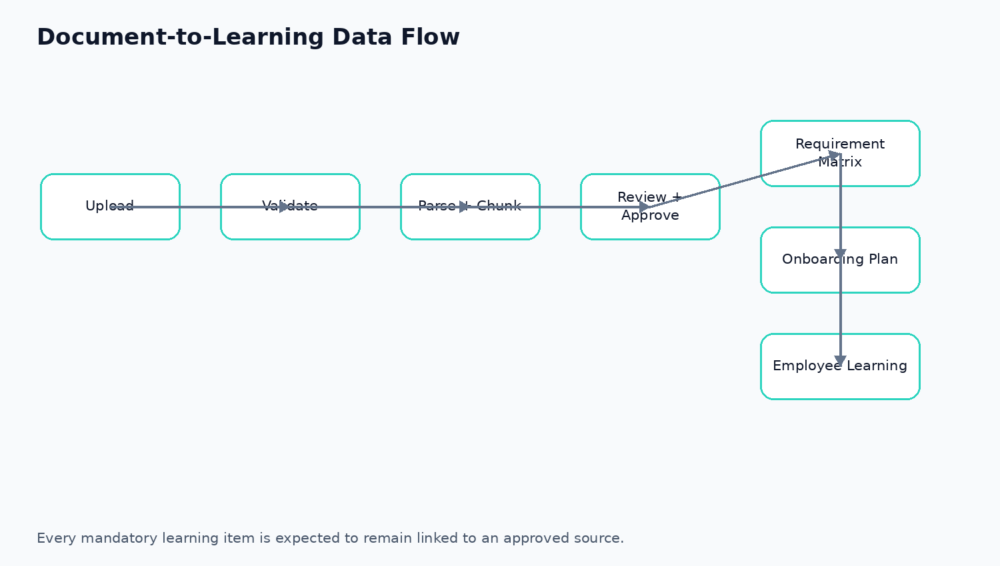 Document-to-Learning Data Flow
Upload
Validate
Parse + Chunk
Review +
Approve
Requirement
Matrix
Onboarding Plan
Employee Learning
Every mandatory learning item is expected to remain linked to an approved source.